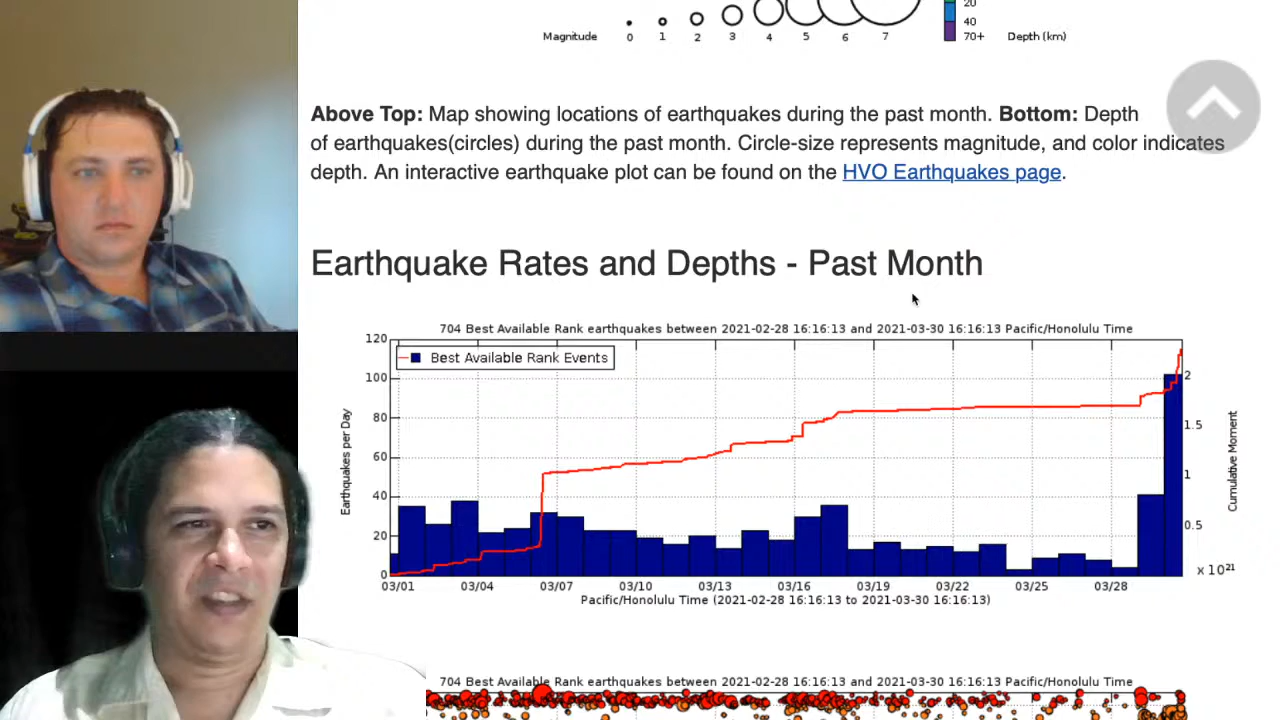 20
40
70+
Magnitude 0 1 2 3 4 5 6 7 Depth (km)
Above Top: Map showing locations of earthquakes during the past month. Bottom: Depth
of earthquakes(circles) during the past month. Circle-size represents magnitude, and color indicates
depth. An interactive earthquake plot can be found on the HVO Earthquakes page.
Earthquake Rates and Depths - Past Month
704 Best Available Rank earthquakes between 2021-02-28 16:16:13 and 2021-03-30 16:16:13 Pacific/Honolulu Time
Best Available Rank Events
Earthquakes per Day
120
100
80
60
40
20
0
2
1.5
1
0.5
x 10²¹
Cumulative Moment
03/01 03/04 03/07 03/10 03/13 03/16 03/19 03/22 03/25 03/28
Pacific/Honolulu Time (2021-02-28 16:16:13 to 2021-03-30 16:16:13)
704 Best Available Rank earthquakes between 2021-02-28 16:16:13 and 2021-03-30 16:16:13 Pacific/Honolulu Time